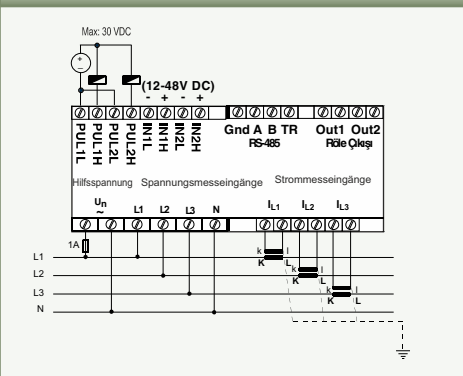 Max: 30 VDC
+
-
(12-48V DC)
- + - +
PUL1L PUL1H PUL2L PUL2H IN1L IN1H IN2L IN2H
Gnd A B TR Out1 Out2
RS-485 Röle Çıkışı
Hilfsspannung Spannungsmesseingänge Strommesseingänge
Un L1 L2 L3 N IL1 IL2 IL3
~
1A
L1
k l
K L
L2
k l
K L
L3
k l
K L
N